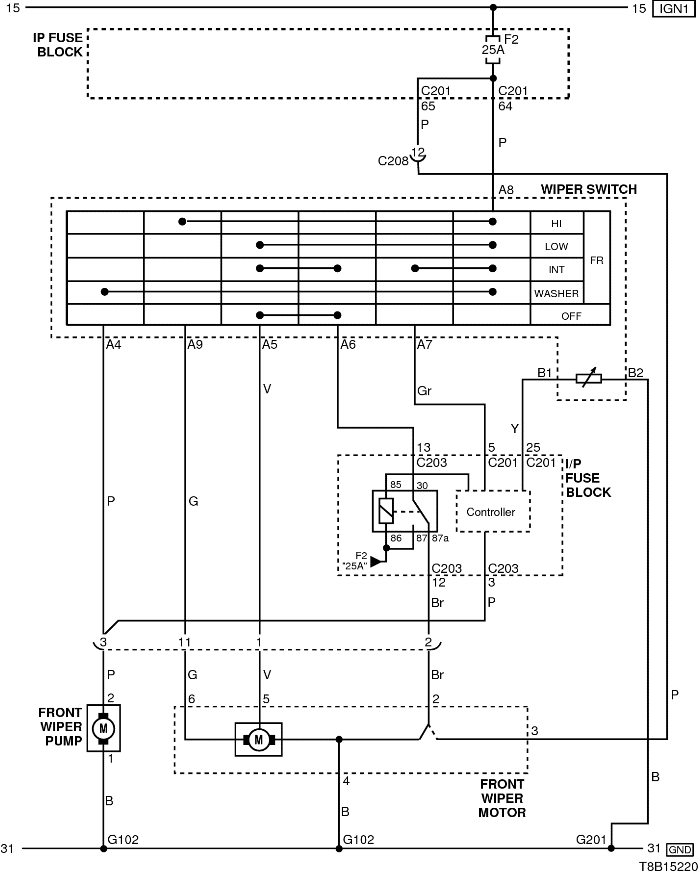 15
15 IGN1
IP FUSE
BLOCK
F2
25A
C201 C201
65 64
P
P
12
C208
A8
WIPER SWITCH
HI
LOW
INT
FR
WASHER
OFF
A4 A9 A5 A6 A7
B1 B2
V
Gr
Y
13 5 25
C203 C201 C201
I/P
FUSE
BLOCK
85 30
Controller
86 87 87a
F2
"25A"
P G
C203 C203
12 3
Br P
3 11 1 2
P G V Br
P
2 6 5 2
FRONT
WIPER
PUMP
M
M
3
1
4
FRONT
WIPER
MOTOR
B B B
G102 G102 G201
31 31 GND
T8B15220